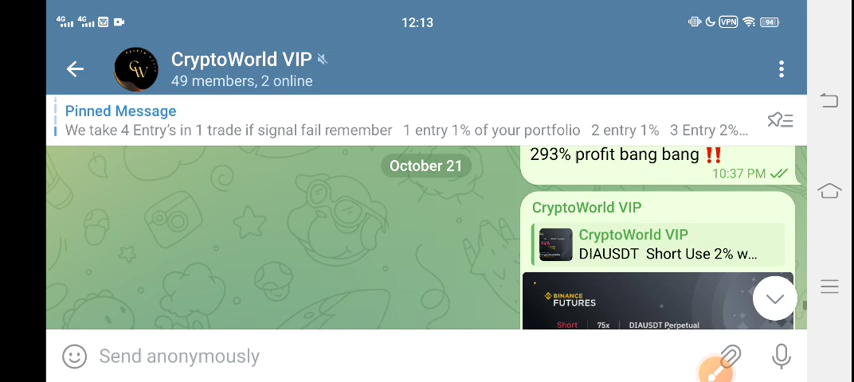 4G 4G 12:13 VPN 94
CryptoWorld VIP
49 members, 2 online
Pinned Message
We take 4 Entry's in 1 trade if signal fail remember 1 entry 1% of your portfolio 2 entry 1% 3 Entry 2%...
293% profit bang bang ‼️
10:37 PM
October 21
CryptoWorld VIP
CryptoWorld VIP
DIAUSDT Short Use 2% w...
BINANCE
FUTURES
Short 75x DIAUSDT Perpetual
Send anonymously